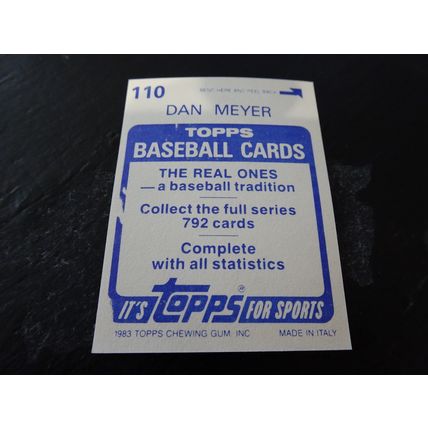 110 BEND HERE AND PEEL BACK
DAN MEYER
TOPPS
BASEBALL CARDS
THE REAL ONES
—a baseball tradition
Collect the full series
792 cards
Complete
with all statistics
IT'S topps® FOR SPORTS
1983 TOPPS CHEWING GUM INC MADE IN ITALY